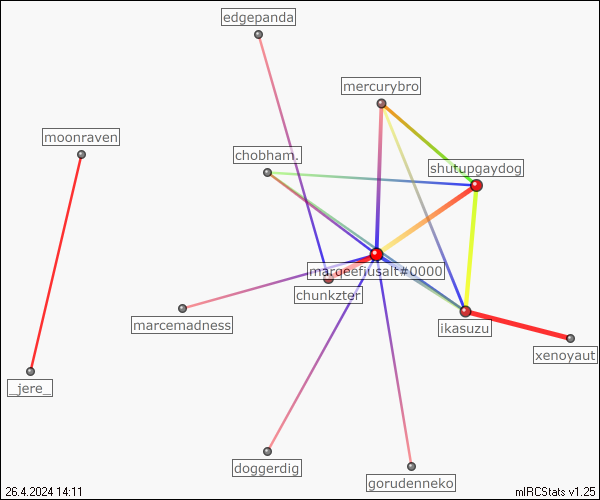 edgepanda
mercurybro
moonraven
chobham.
shutupgaydog
marqeefiusalt#0000
chunkzter
marcemadness
ikasuzu
xenoyaut
_jere_
doggerdig
gorudenneko
26.4.2024 14:11
mIRCStats v1.25